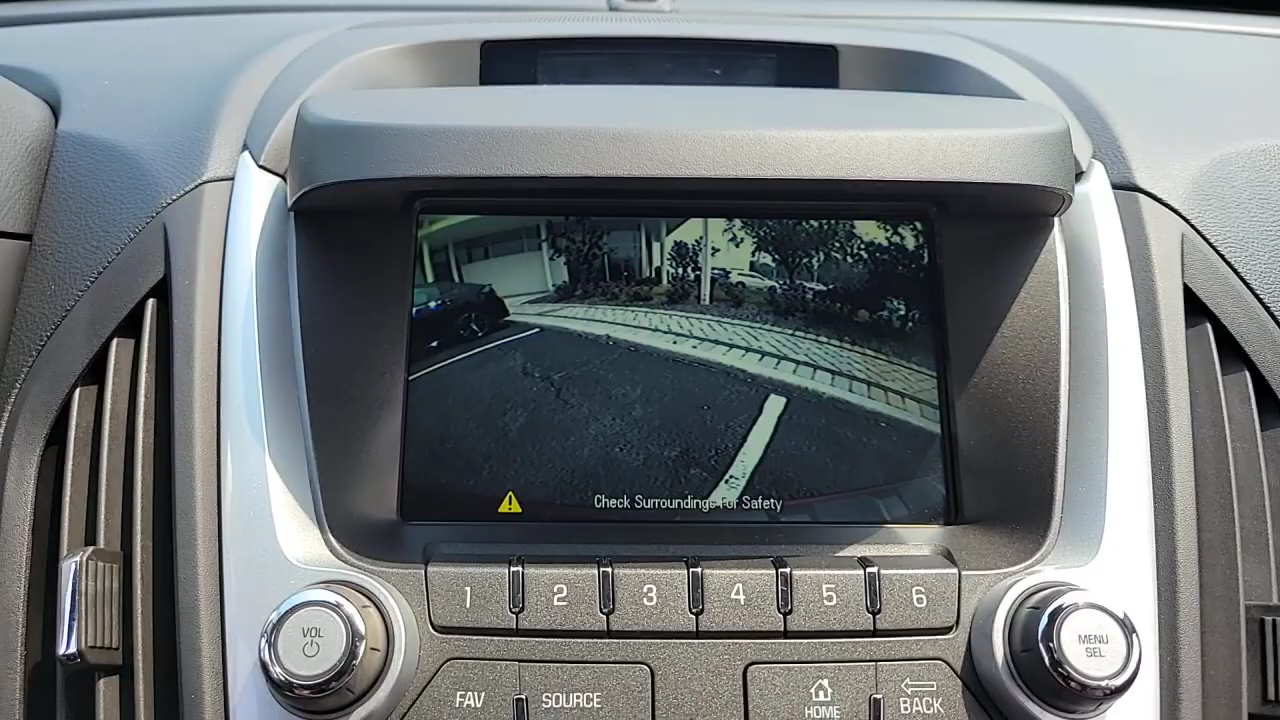 Check Surroundings For Safety
1 2 3 4 5 6
VOL
MENU
SEL
FAV SOURCE
HOME
BACK